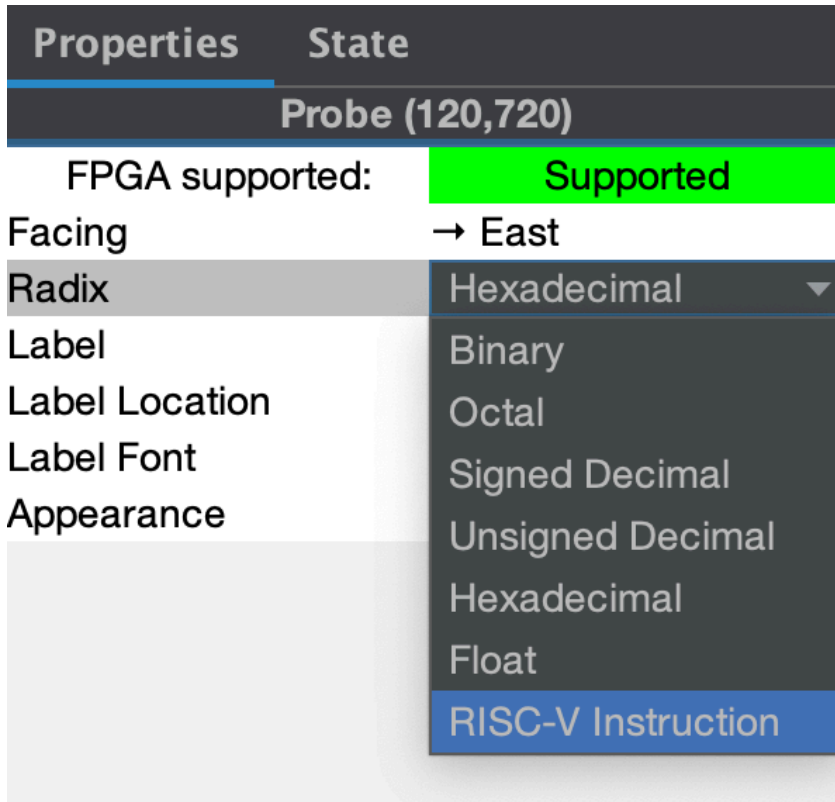 Properties State
Probe (120,720)
FPGA supported: Supported
Facing → East
Radix Hexadecimal
Label
Label Location
Label Font
Appearance
Binary
Octal
Signed Decimal
Unsigned Decimal
Hexadecimal
Float
RISC-V Instruction